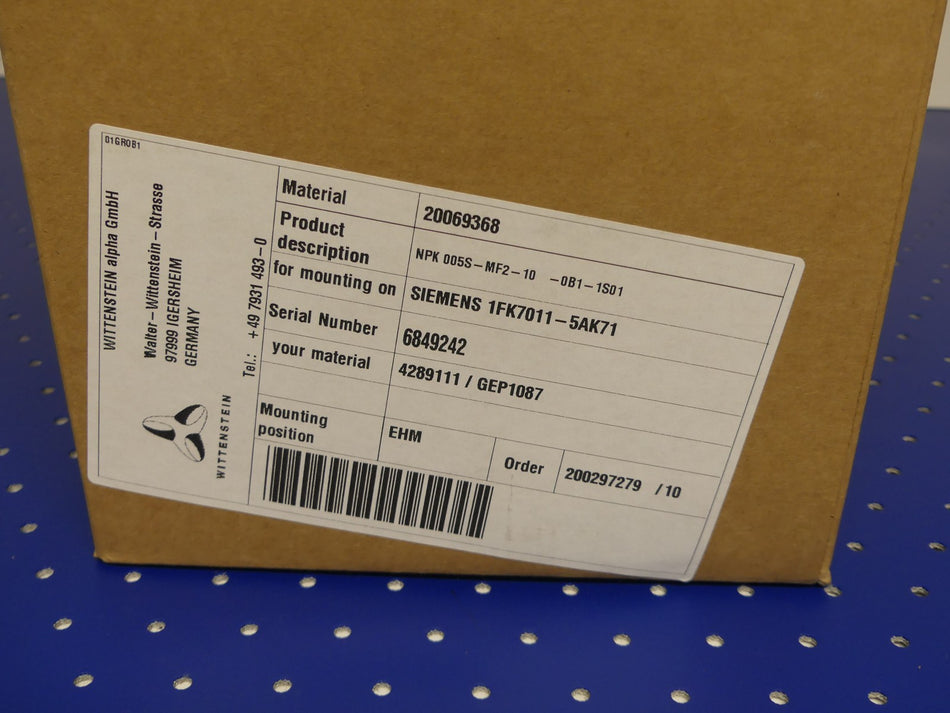 01GR0B1
WITTENSTEIN alpha GmbH
Walter-Wittenstein-Strasse
97999 IGERSHEIM
GERMANY
Tel.: +49 7931 493-0
WITTENSTEIN
Material 20069368
Product description NPK 005S-MF2-10 -0B1-1S01
for mounting on SIEMENS 1FK7011-5AK71
Serial Number 6849242
your material 4289111 / GEP1087
Mounting position EHM
Order 200297279 /10